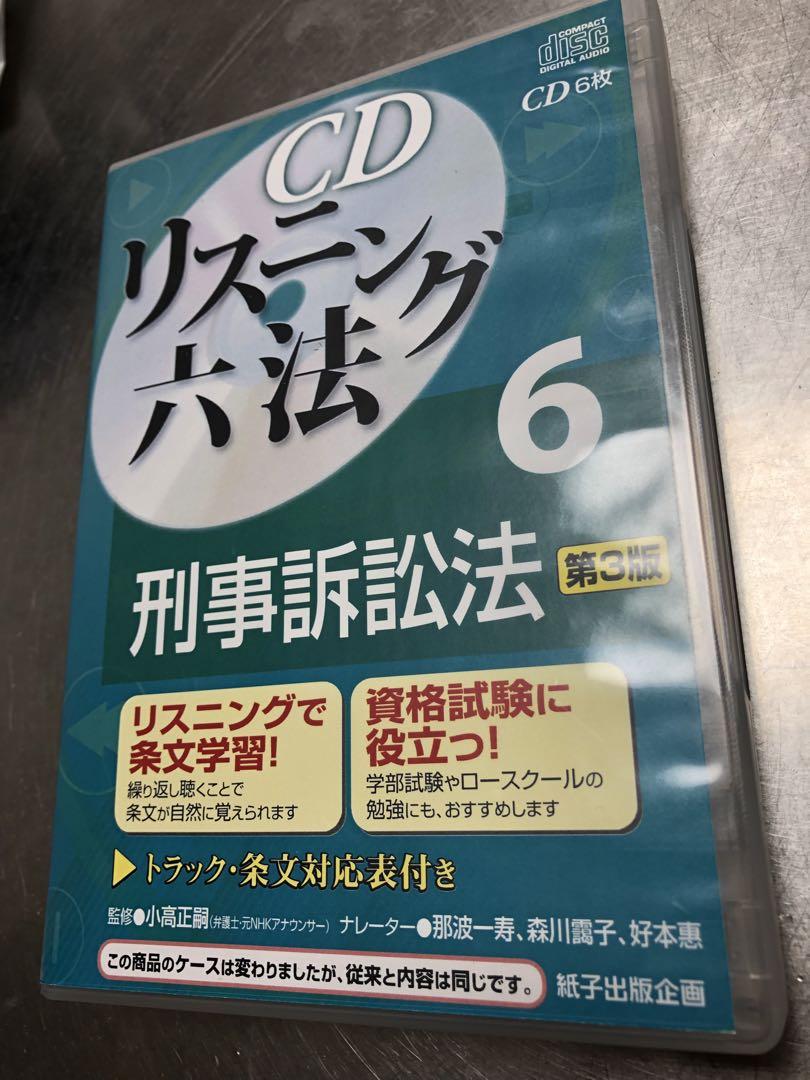 COMPACT
disc
DIGITAL AUDIO
CD 6枚
CD
リスニング
六法
6
刑事訴訟法
第3版
リスニングで
条文学習!
繰り返し聴くことで
条文が自然に覚えられます
資格試験に
役立つ!
学部試験やロースクールの
勉強にも、おすすめします
▶トラック・条文対応表付き
監修●小高正嗣(弁護士・元NHKアナウンサー) ナレーター●那波一寿、森川靄子、好本惠
この商品のケースは変わりましたが、従来と内容は同じです。
紙子出版企画